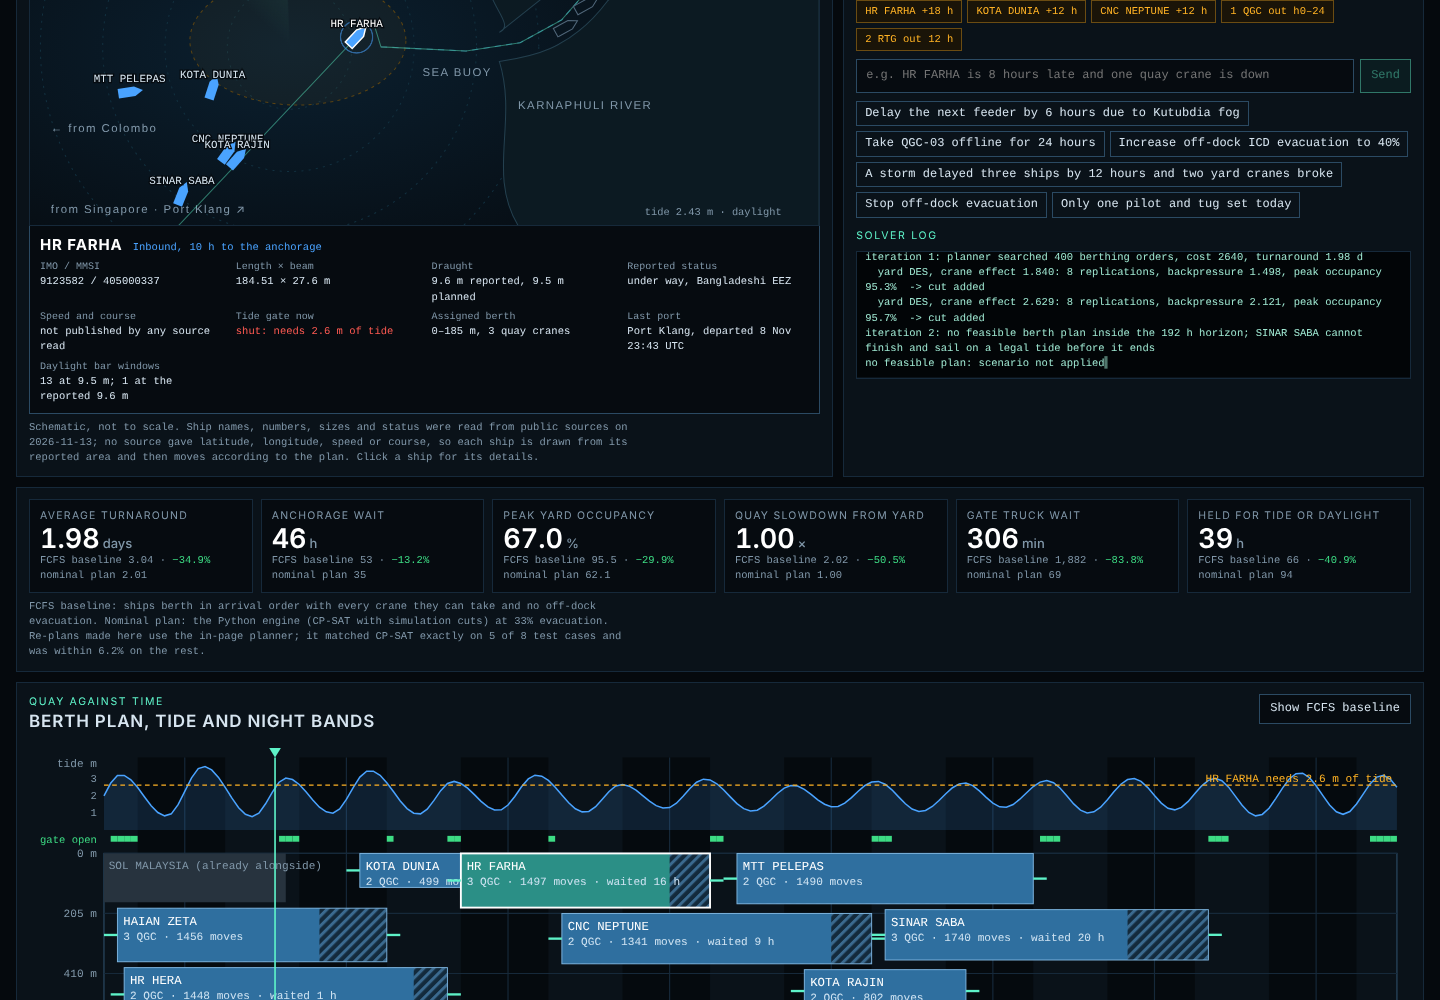 HR FARHA
MTT PELEPAS
KOTA DUNIA
SEA BUOY
KARNAPHULI RIVER
← from Colombo
CNC NEPTUNE
KOTA RAJIN
SINAR SABA
from Singapore · Port Klang ↗
tide 2.43 m · daylight
HR FARHA Inbound, 10 h to the anchorage
IMO / MMSI
9123582 / 405000337
Length × beam
184.51 × 27.6 m
Draught
9.6 m reported, 9.5 m
planned
Reported status
under way, Bangladeshi EEZ
Speed and course
not published by any source
read
Tide gate now
shut: needs 2.6 m of tide
Assigned berth
0–185 m, 3 quay cranes
Last port
Port Klang, departed 8 Nov
23:43 UTC
Daylight bar windows
13 at 9.5 m; 1 at the
reported 9.6 m
Schematic, not to scale. Ship names, numbers, sizes and status were read from public sources on
2026-11-13; no source gave latitude, longitude, speed or course, so each ship is drawn from its
reported area and then moves according to the plan. Click a ship for its details.
HR FARHA +18 h
KOTA DUNIA +12 h
CNC NEPTUNE +12 h
1 QGC out h0–24
2 RTG out 12 h
e.g. HR FARHA is 8 hours late and one quay crane is down
Send
Delay the next feeder by 6 hours due to Kutubdia fog
Take QGC-03 offline for 24 hours
Increase off-dock ICD evacuation to 40%
A storm delayed three ships by 12 hours and two yard cranes broke
Stop off-dock evacuation
Only one pilot and tug set today
SOLVER LOG
iteration 1: planner searched 400 berthing orders, cost 2640, turnaround 1.98 d
yard DES, crane effect 1.840: 8 replications, backpressure 1.498, peak occupancy
95.3% -> cut added
yard DES, crane effect 2.629: 8 replications, backpressure 2.121, peak occupancy
95.7% -> cut added
iteration 2: no feasible berth plan inside the 192 h horizon; SINAR SABA cannot
finish and sail on a legal tide before it ends
no feasible plan: scenario not applied
AVERAGE TURNAROUND
1.98 days
FCFS baseline 3.04 · −34.9%
nominal plan 2.01
ANCHORAGE WAIT
46 h
FCFS baseline 53 · −13.2%
nominal plan 35
PEAK YARD OCCUPANCY
67.0 %
FCFS baseline 95.5 · −29.9%
nominal plan 62.1
QUAY SLOWDOWN FROM YARD
1.00 ×
FCFS baseline 2.02 · −50.5%
nominal plan 1.00
GATE TRUCK WAIT
306 min
FCFS baseline 1,882 · −83.8%
nominal plan 69
HELD FOR TIDE OR DAYLIGHT
39 h
FCFS baseline 66 · −40.9%
nominal plan 94
FCFS baseline: ships berth in arrival order with every crane they can take and no off-dock
evacuation. Nominal plan: the Python engine (CP-SAT with simulation cuts) at 33% evacuation.
Re-plans made here use the in-page planner; it matched CP-SAT exactly on 5 of 8 test cases and
was within 6.2% on the rest.
QUAY AGAINST TIME
BERTH PLAN, TIDE AND NIGHT BANDS
Show FCFS baseline
tide m
3
2
1
HR FARHA needs 2.6 m of tide
gate open
0 m
SOL MALAYSIA (already alongside)
KOTA DUNIA
2 QGC · 499 mo
HR FARHA
3 QGC · 1497 moves · waited 16 h
MTT PELEPAS
2 QGC · 1490 moves
205 m
HAIAN ZETA
3 QGC · 1456 moves
CNC NEPTUNE
2 QGC · 1341 moves · waited 9 h
SINAR SABA
3 QGC · 1740 moves · waited 20 h
410 m
HR HERA
2 QGC · 1448 moves · waited 1 h
KOTA RAJIN
2 QGC · 802 moves